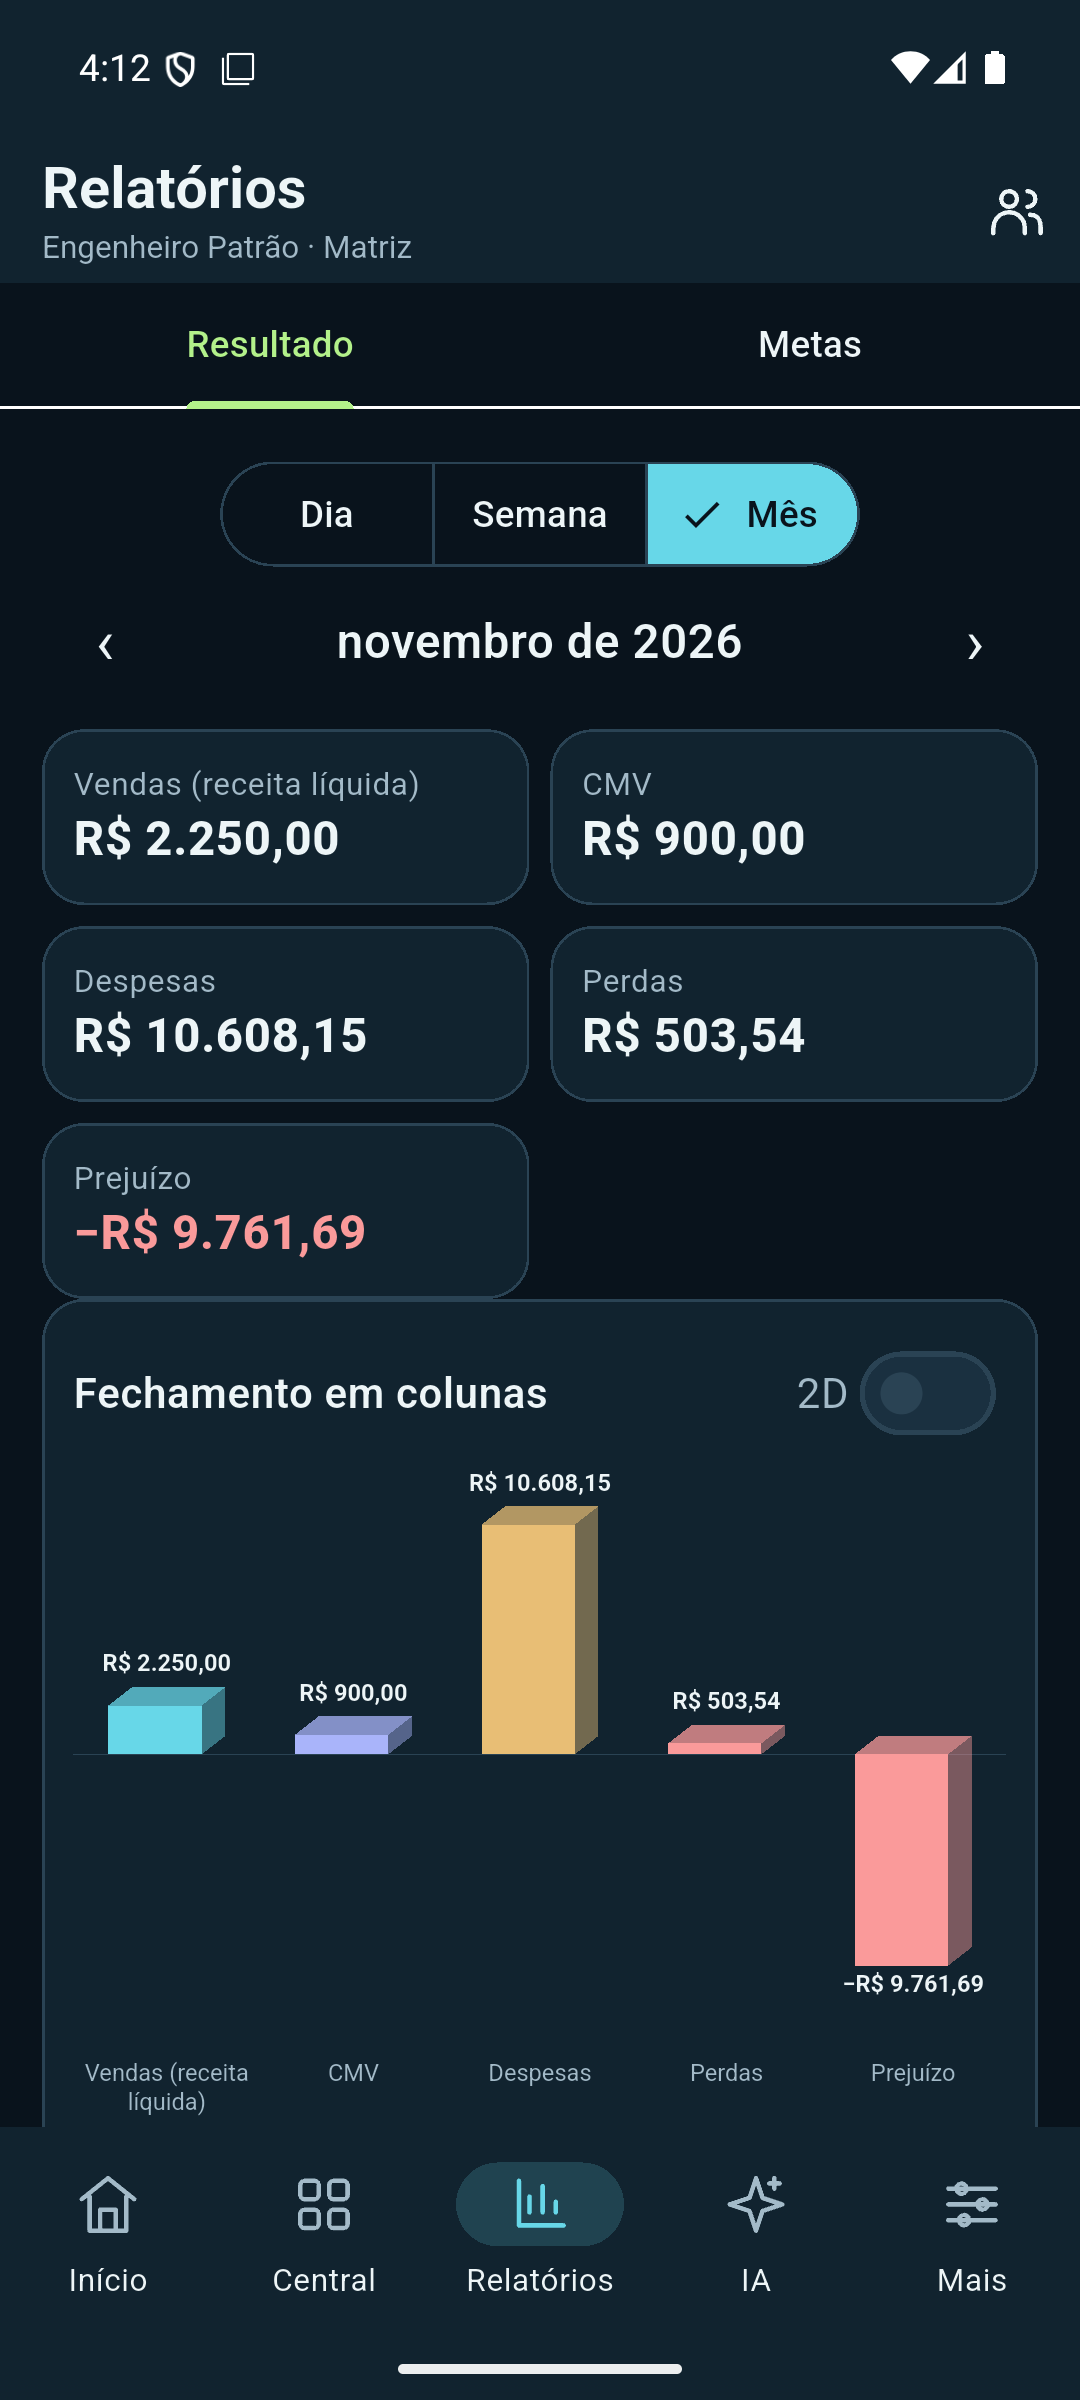 4:12
Relatórios
Engenheiro Patrão · Matriz
Resultado
Metas
Dia
Semana
Mês
‹
novembro de 2026
›
Vendas (receita líquida)
R$ 2.250,00
CMV
R$ 900,00
Despesas
R$ 10.608,15
Perdas
R$ 503,54
Prejuízo
−R$ 9.761,69
Fechamento em colunas
2D
R$ 10.608,15
R$ 2.250,00
R$ 900,00
R$ 503,54
−R$ 9.761,69
Vendas (receita
líquida)
CMV
Despesas
Perdas
Prejuízo
Início
Central
Relatórios
IA
Mais